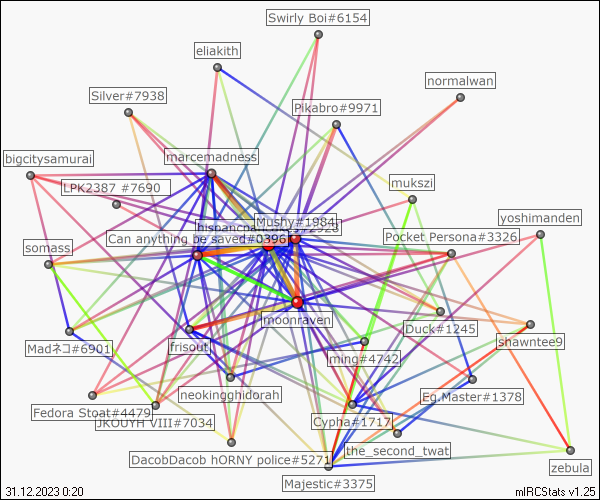 Swirly Boi#6154
eliakith
normalwan
Silver#7938
Pikabro#9971
bigcitysamurai
marcemadness
LPK2387 #7690
mukszi
yoshimanden
Mushy#1984
Can anything be saved#0396
Pocket Persona#3326
somass
moonraven
Duck#1245
Madネコ#6901
frisout
ming#4742
shawntee9
neokingghidorah
Eg.Master#1378
Fedora Stoat#4479
JKOUYH VIII#7034
Cypha#1717
the_second_twat
DacobDacob hORNY police#5271
zebula
Majestic#3375
31.12.2023 0:20
mIRCStats v1.25